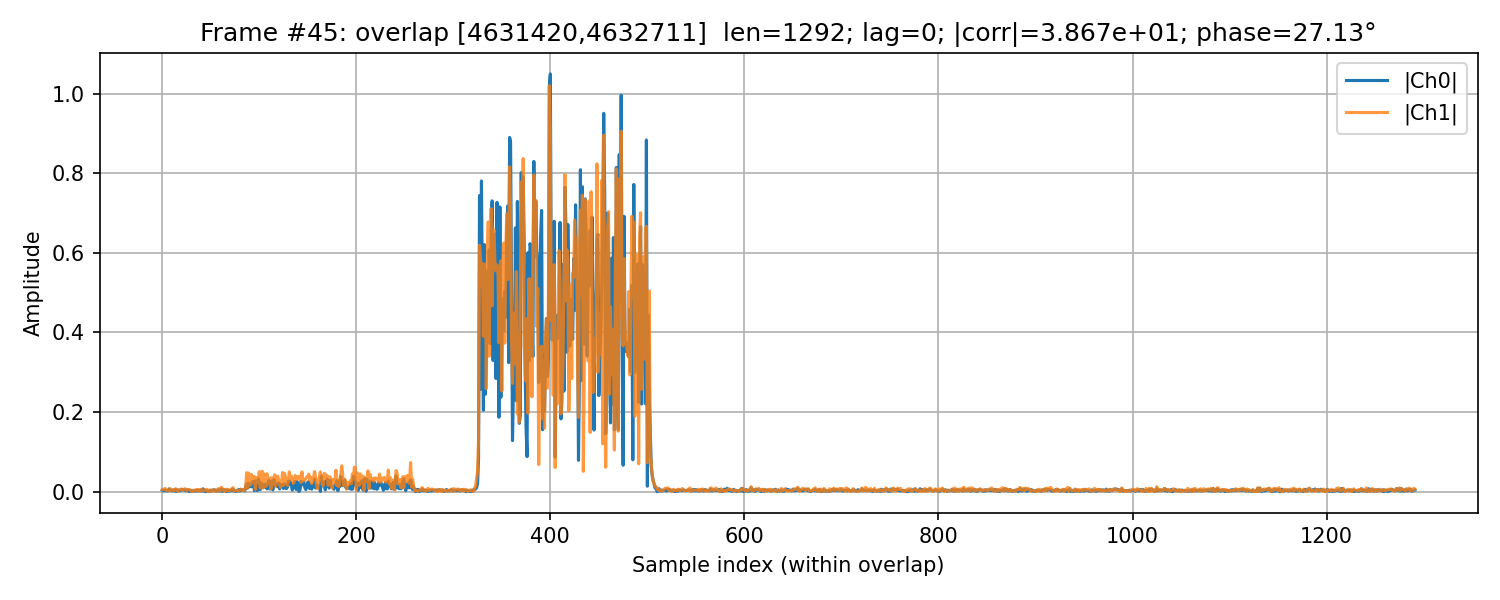 Frame #45: overlap [4631420,4632711]  len=1292; lag=0; |corr|=3.867e+01; phase=27.13°
|Ch0|
|Ch1|
Amplitude
1.0
0.8
0.6
0.4
0.2
0.0
0 200 400 600 800 1000 1200
Sample index (within overlap)